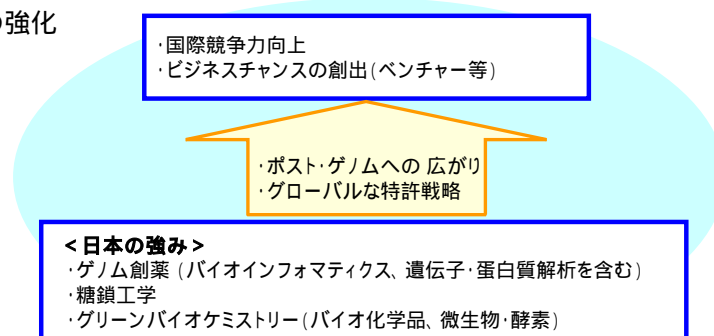 の強化
･国際競争力向上
･ビジネスチャンスの創出(ベンチャー等)
･ポスト･ゲノムへの 広がり
･グローバルな特許戦略
<日本の強み>
･ゲノム創薬 (バイオインフォマティクス、遺伝子･蛋白質解析を含む)
･糖鎖工学
･グリーンバイオケミストリー(バイオ化学品、微生物･酵素)